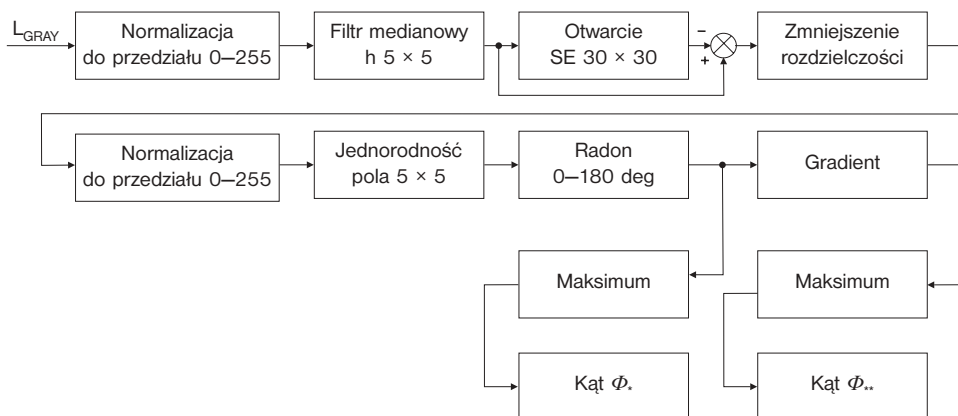 L_GRAY
Normalizacja
do przedziału 0–255
Filtr medianowy
h 5 × 5
Otwarcie
SE 30 × 30
–
+
Zmniejszenie
rozdzielczości
Normalizacja
do przedziału 0–255
Jednorodność
pola 5 × 5
Radon
0–180 deg
Gradient
Maksimum
Maksimum
Kąt Φ*
Kąt Φ**